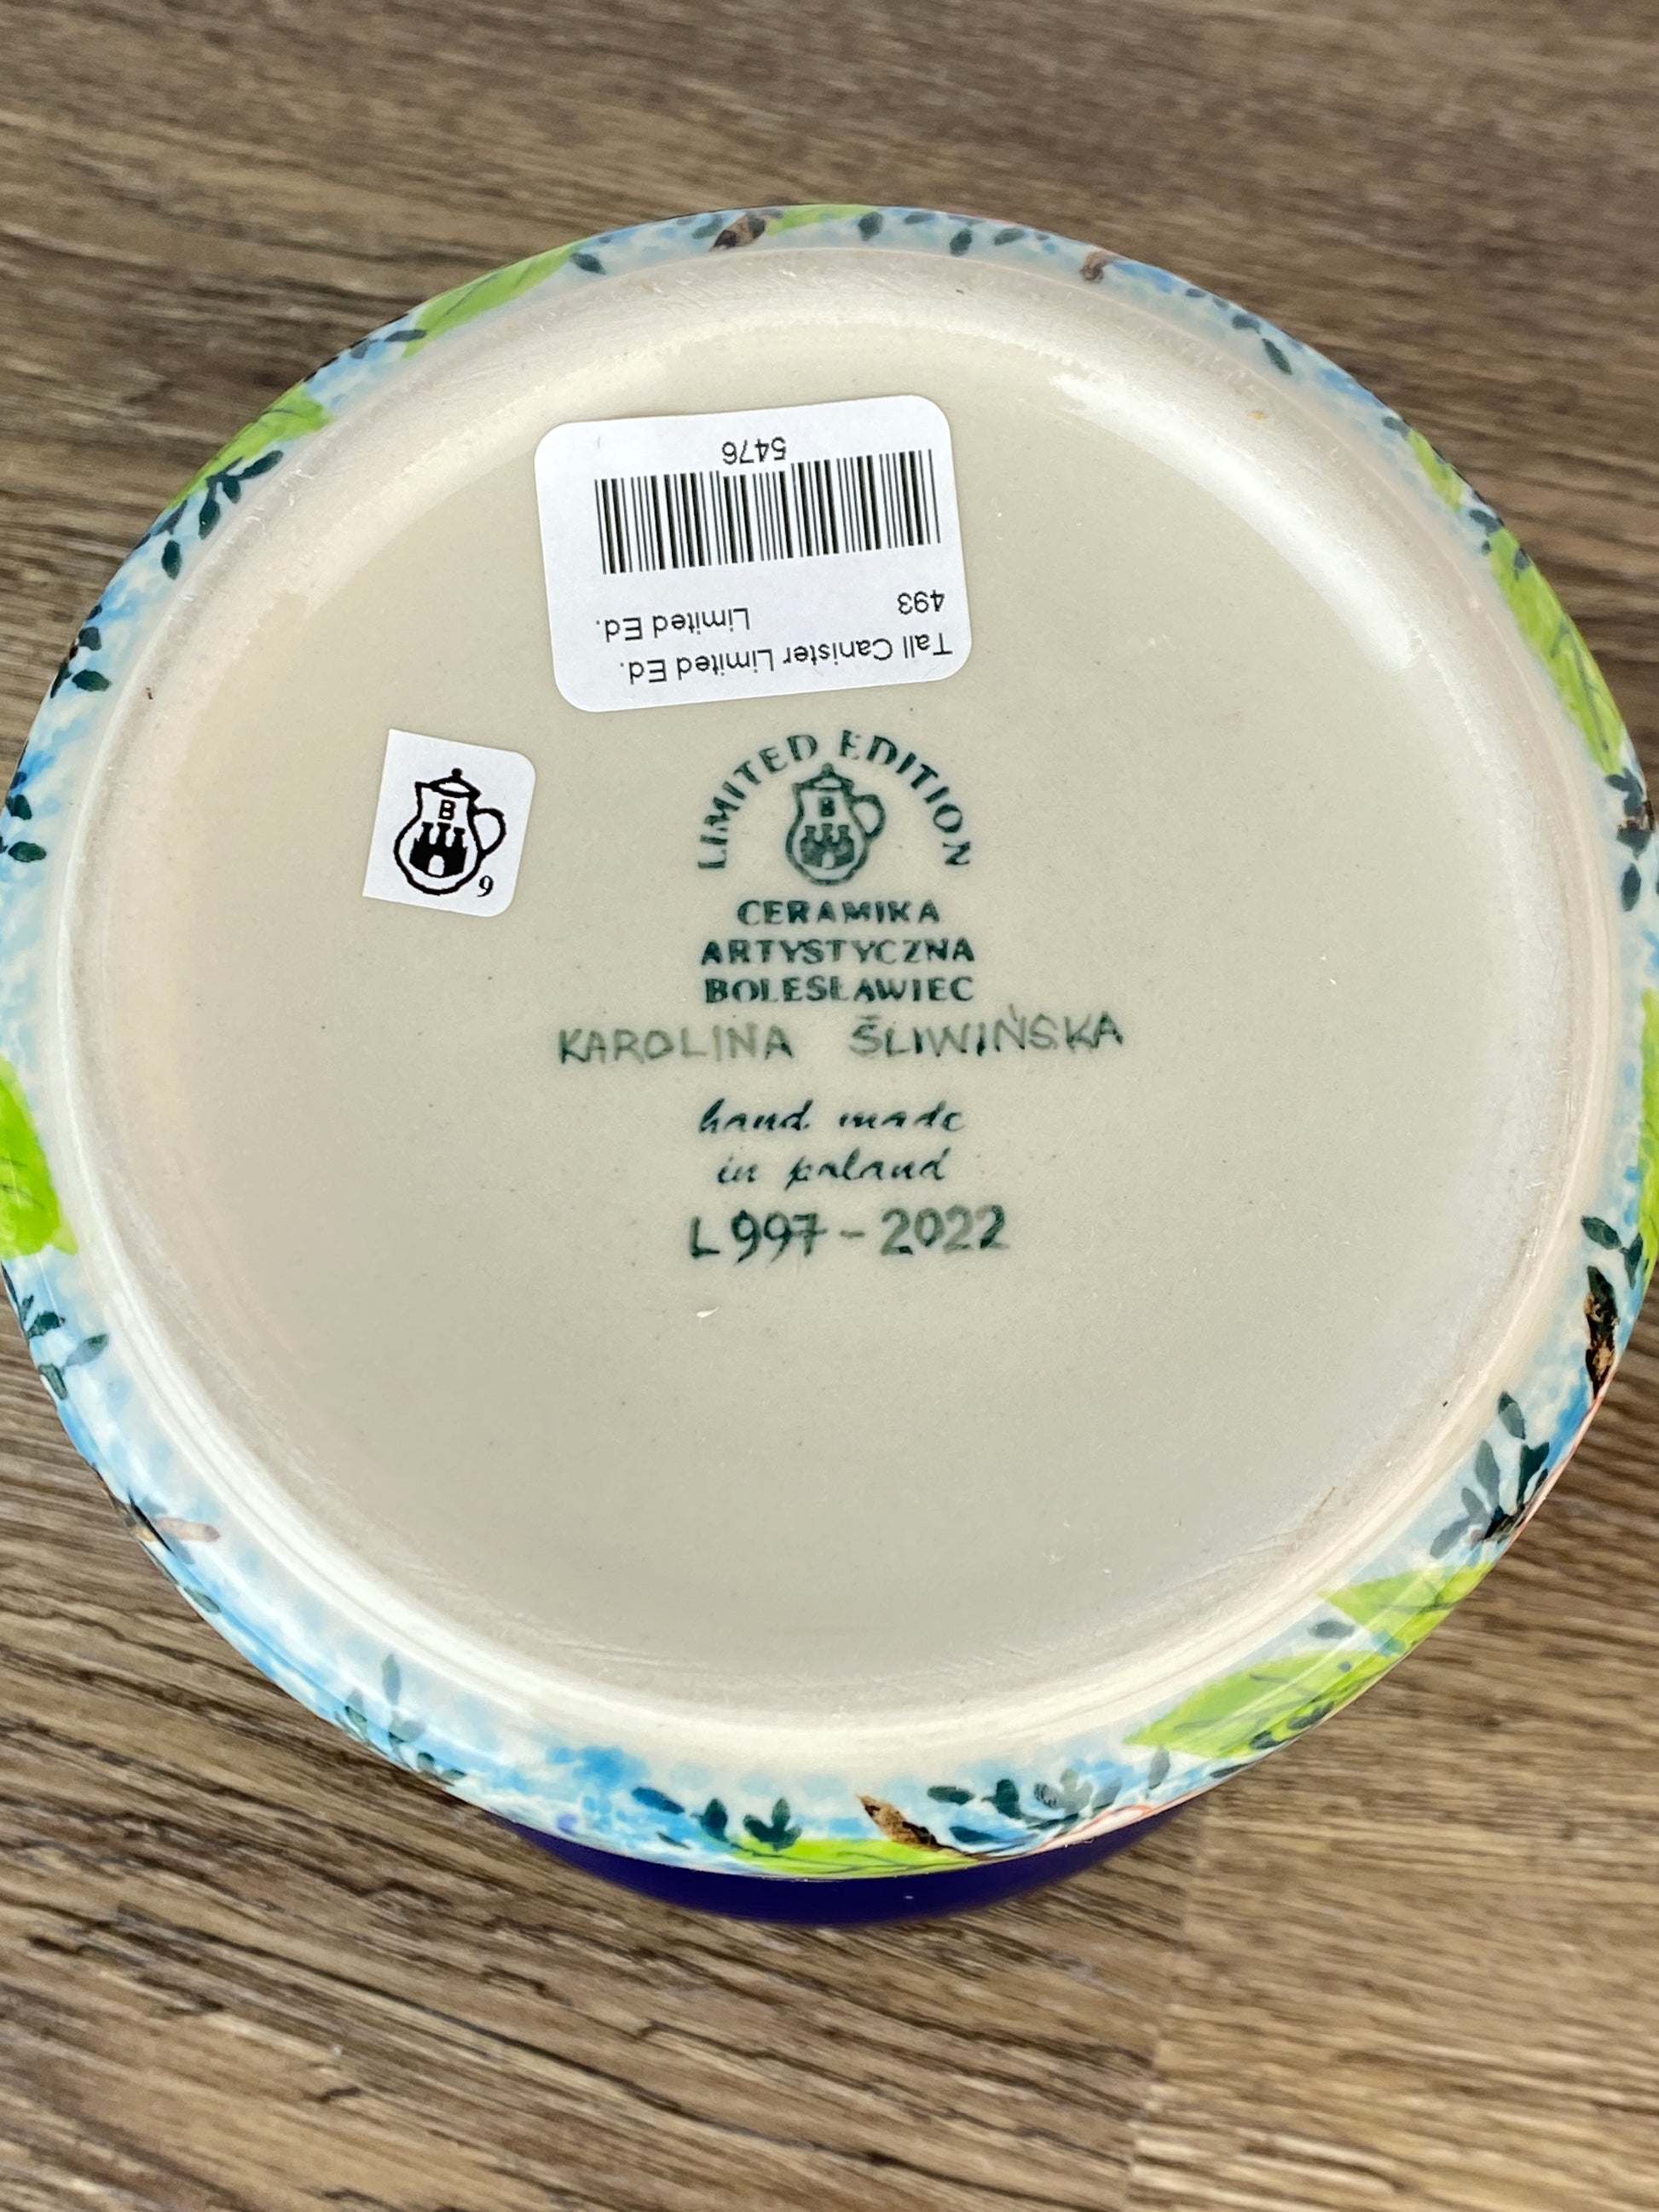 Tall Canister Limited Ed.
493 Limited Ed.
5476
B
9
LIMITED EDITION
B
CERAMIKA
ARTYSTYCZNA
BOLESŁAWIEC
KAROLINA ŚLIWIŃSKA
hand made
in poland
L997-2022